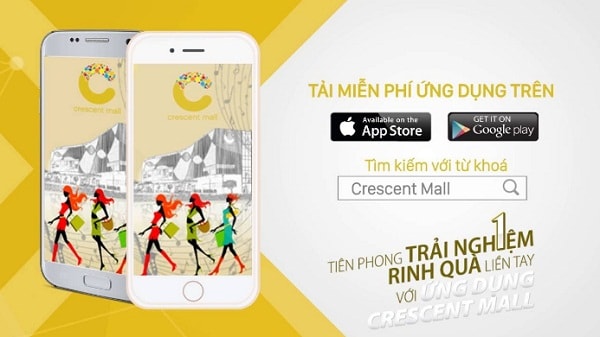 crescent mall
crescent mall
TẢI MIỄN PHÍ ỨNG DỤNG TRÊN
Available on the
App Store
GET IT ON
Google play
Tìm kiếm với từ khoá
Crescent Mall
TIÊN PHONG TRẢI NGHIỆM
RINH QUÀ LIỀN TAY
VỚI ỨNG DỤNG
CRESCENT MALL